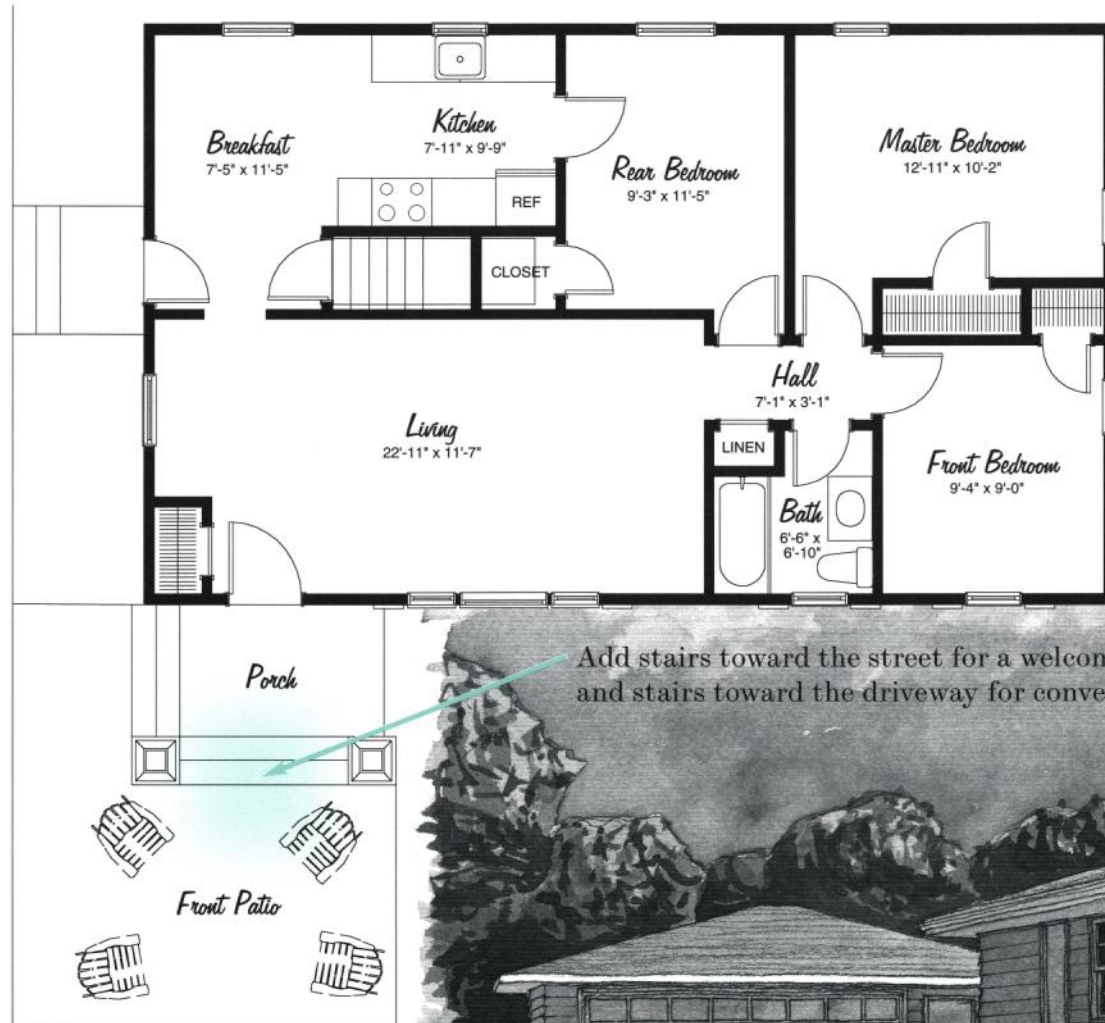 Breakfast
7'-5" x 11'-5"
Kitchen
7'-11" x 9'-9"
REF
Rear Bedroom
9'-3" x 11'-5"
Master Bedroom
12'-11" x 10'-2"
CLOSET
Hall
7'-1" x 3'-1"
Living
22'-11" x 11'-7"
LINEN
Front Bedroom
9'-4" x 9'-0"
Bath
6'-6" x
6'-10"
Porch
Add stairs toward the street for a welcom
and stairs toward the driveway for conve
Front Patio